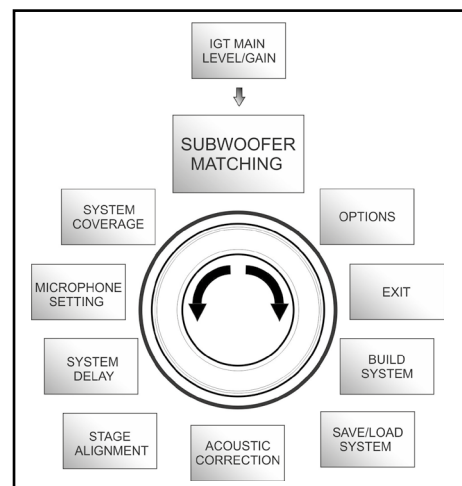 IGT MAIN
LEVEL/GAIN
SUBWOOFER
MATCHING
SYSTEM
COVERAGE
OPTIONS
MICROPHONE
SETTING
EXIT
SYSTEM
DELAY
BUILD
SYSTEM
STAGE
ALIGNMENT
ACOUSTIC
CORRECTION
SAVE/LOAD
SYSTEM